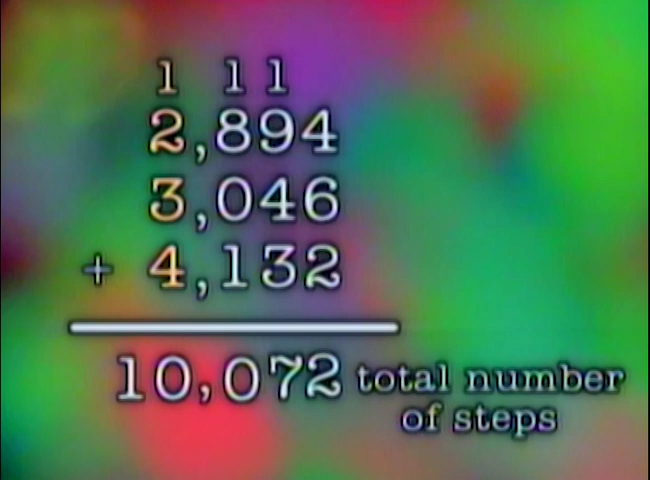 1 11
2,894
3,046
+ 4,132
10,072 total number
of steps